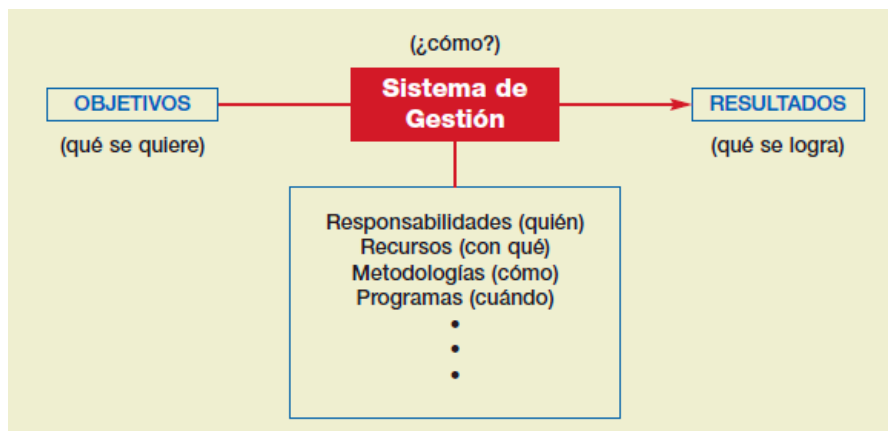 (¿cómo?)
Sistema de
Gestión
OBJETIVOS
RESULTADOS
(qué se quiere)
(qué se logra)
Responsabilidades (quién)
Recursos (con qué)
Metodologías (cómo)
Programas (cuándo)
•
•
•